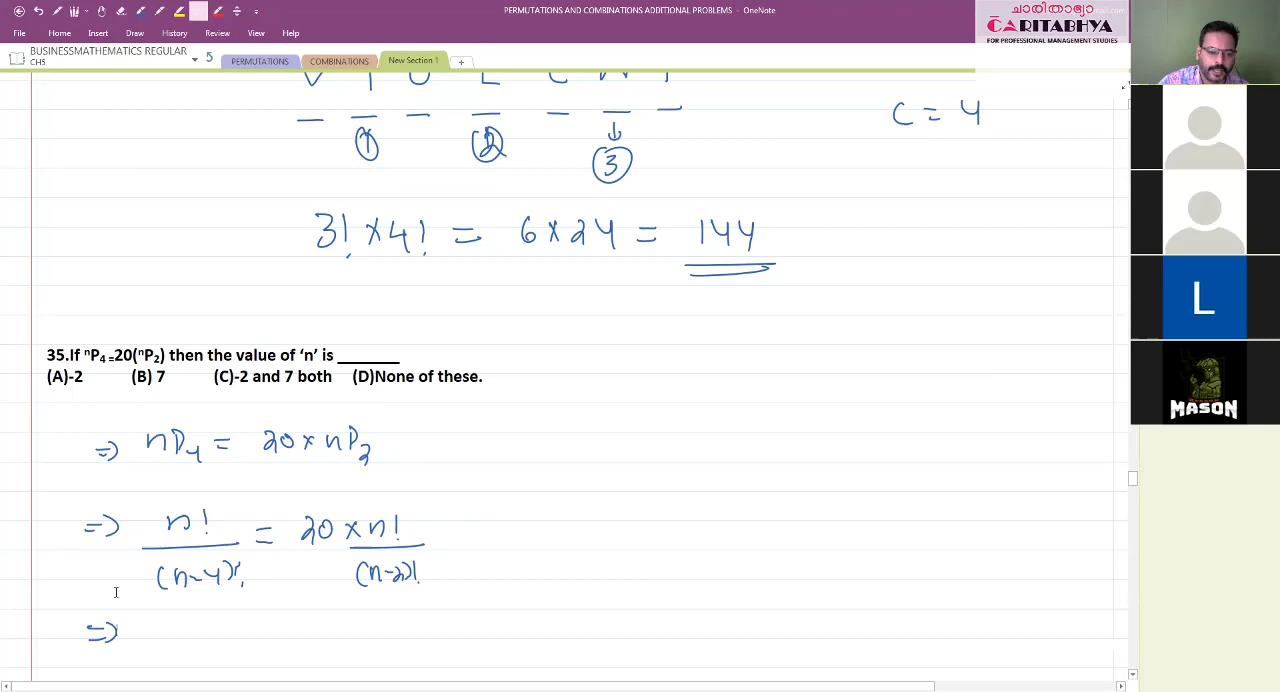 PERMUTATIONS AND COMBINATIONS ADDITIONAL PROBLEMS - OneNote
ചാരിതാഭ്യാ
CARITABHYA
FOR PROFESSIONAL MANAGEMENT STUDIES
File Home Insert Draw History Review View Help
BUSINESSMATHEMATICS REGULAR
CH5
PERMUTATIONS COMBINATIONS New Section 1
C = 4
1 2 3
3! × 4! = 6 × 24 = 144
35.If ⁿP₄ =20(ⁿP₂) then the value of ‘n’ is _______
(A)-2 (B) 7 (C)-2 and 7 both (D)None of these.
=> nP₄ = 20 × nP₂
=> n! / (n-4)! = 20 × n! / (n-2)!
=>
L
MASON